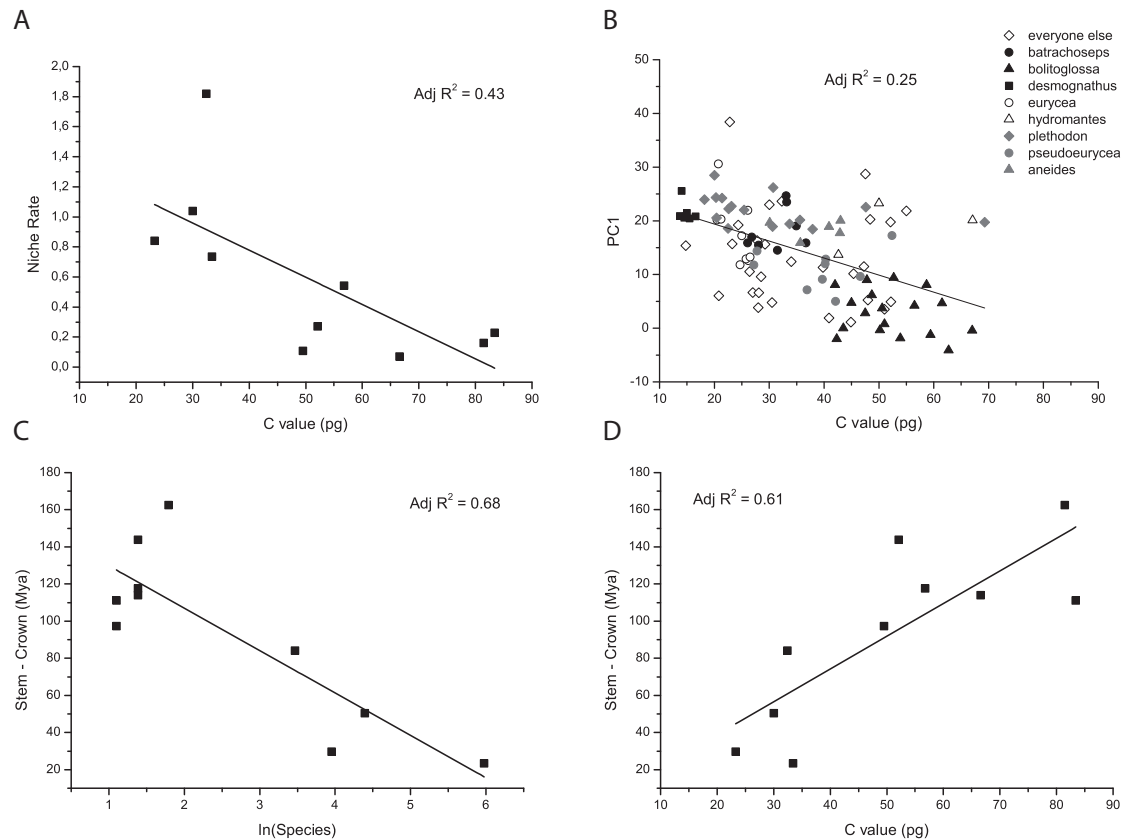 A
Adj R² = 0.43
2,0
1,8
1,6
1,4
1,2
1,0
0,8
0,6
0,4
0,2
0,0
Niche Rate
10 20 30 40 50 60 70 80 90
C value (pg)
B
Adj R² = 0.25
everyone else
batrachoseps
bolitoglossa
desmognathus
eurycea
hydromantes
plethodon
pseudoeurycea
aneides
50
40
30
20
10
0
-10
PC1
10 20 30 40 50 60 70 80 90
C value (pg)
C
Adj R² = 0.68
180
160
140
120
100
80
60
40
20
Stem - Crown (Mya)
1 2 3 4 5 6
ln(Species)
D
Adj R² = 0.61
180
160
140
120
100
80
60
40
20
Stem - Crown (Mya)
10 20 30 40 50 60 70 80 90
C value (pg)